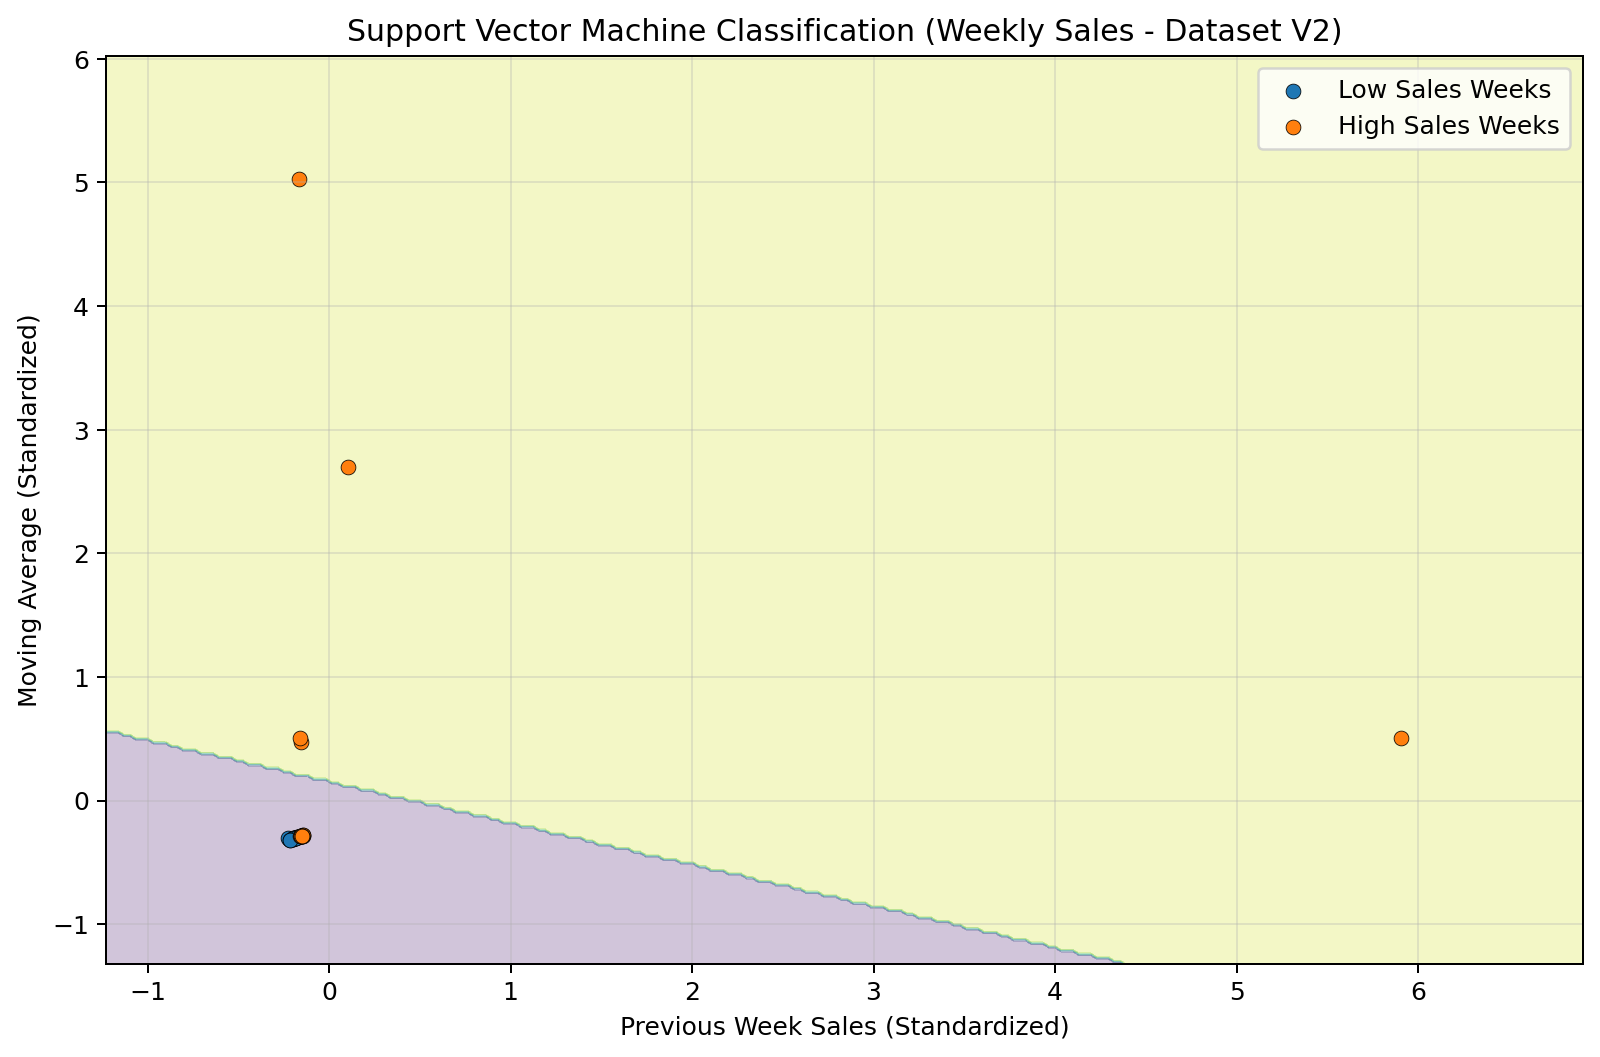 Support Vector Machine Classification (Weekly Sales - Dataset V2)
Low Sales Weeks
High Sales Weeks
Moving Average (Standardized)
6
5
4
3
2
1
0
−1
−1 0 1 2 3 4 5 6
Previous Week Sales (Standardized)